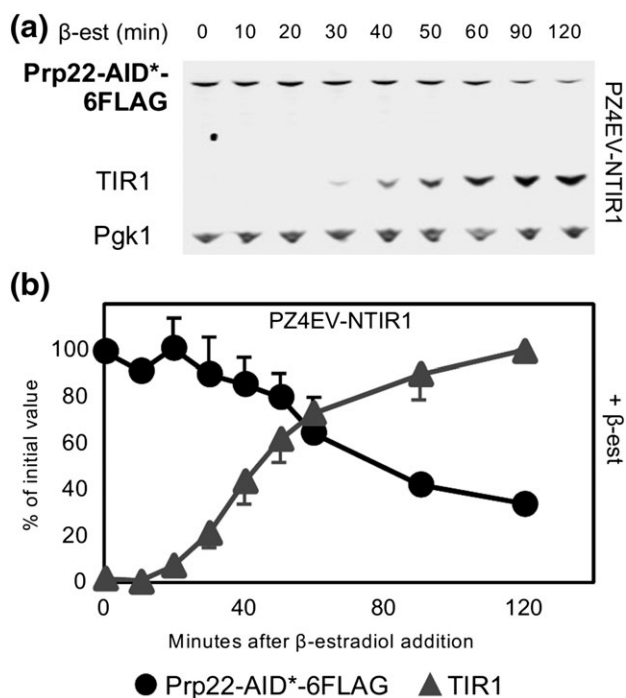 (a) β-est (min) 0 10 20 30 40 50 60 90 120
Prp22-AID*-
6FLAG
TIR1
Pgk1
PZ4EV-NTIR1
(b)
PZ4EV-NTIR1
100
80
60
40
20
0
% of initial value
0 40 80 120
Minutes after β-estradiol addition
+ β-est
Prp22-AID*-6FLAG TIR1